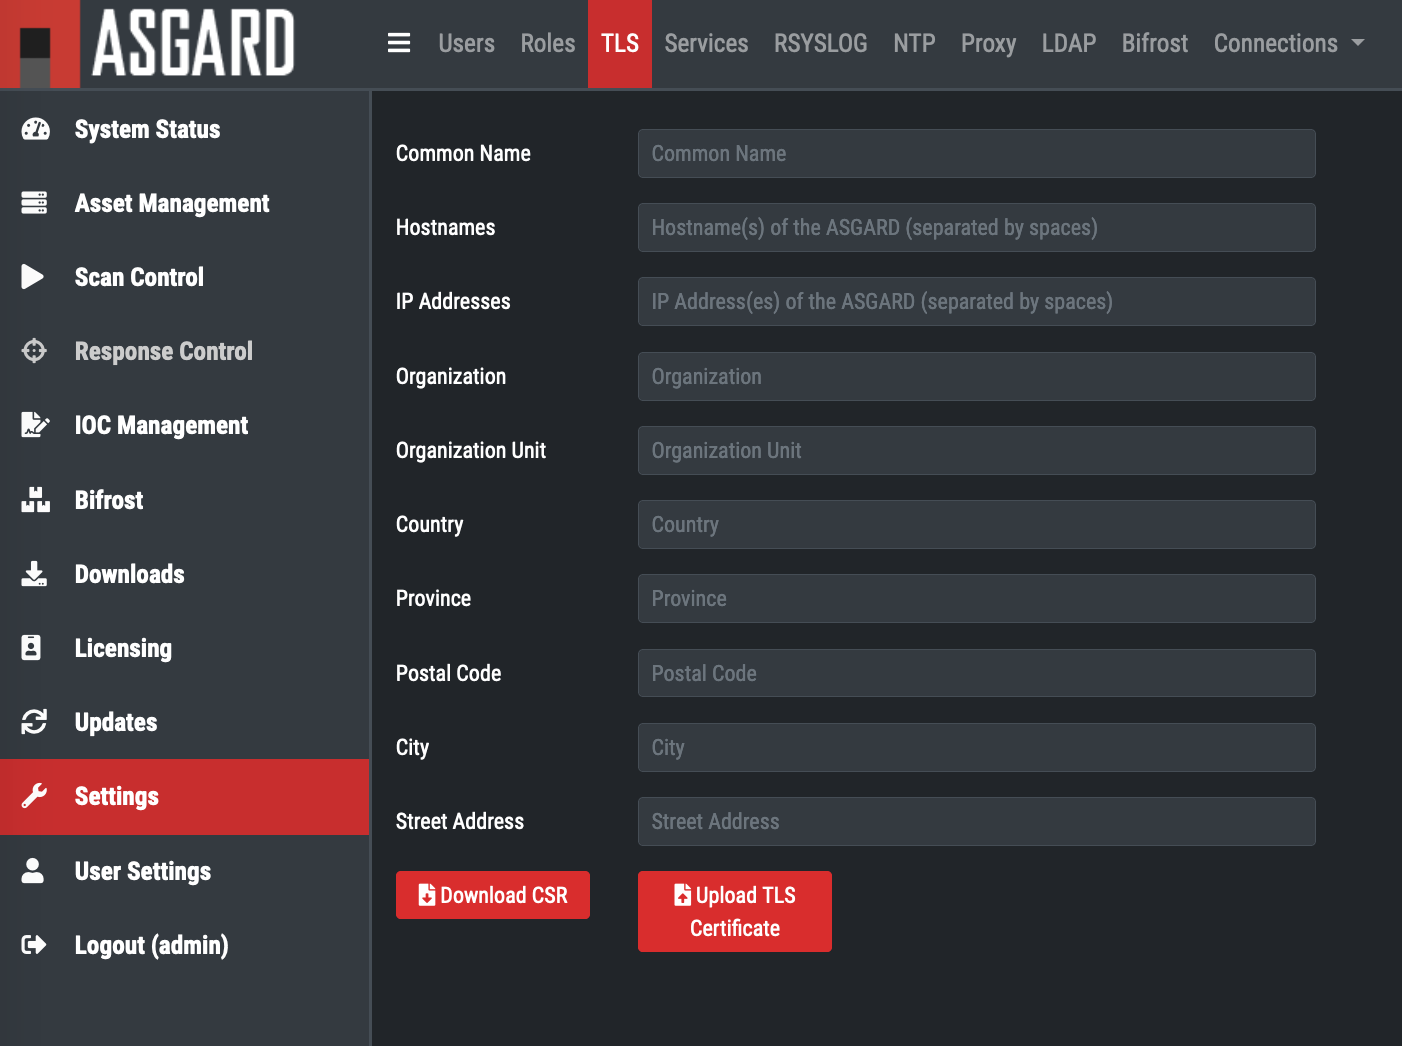 ASGARD
Users Roles TLS Services RSYSLOG NTP Proxy LDAP Bifrost Connections
System Status
Asset Management
Scan Control
Response Control
IOC Management
Bifrost
Downloads
Licensing
Updates
Settings
User Settings
Logout (admin)
Common Name Common Name
Hostnames Hostname(s) of the ASGARD (separated by spaces)
IP Addresses IP Address(es) of the ASGARD (separated by spaces)
Organization Organization
Organization Unit Organization Unit
Country Country
Province Province
Postal Code Postal Code
City City
Street Address Street Address
Download CSR
Upload TLS
Certificate